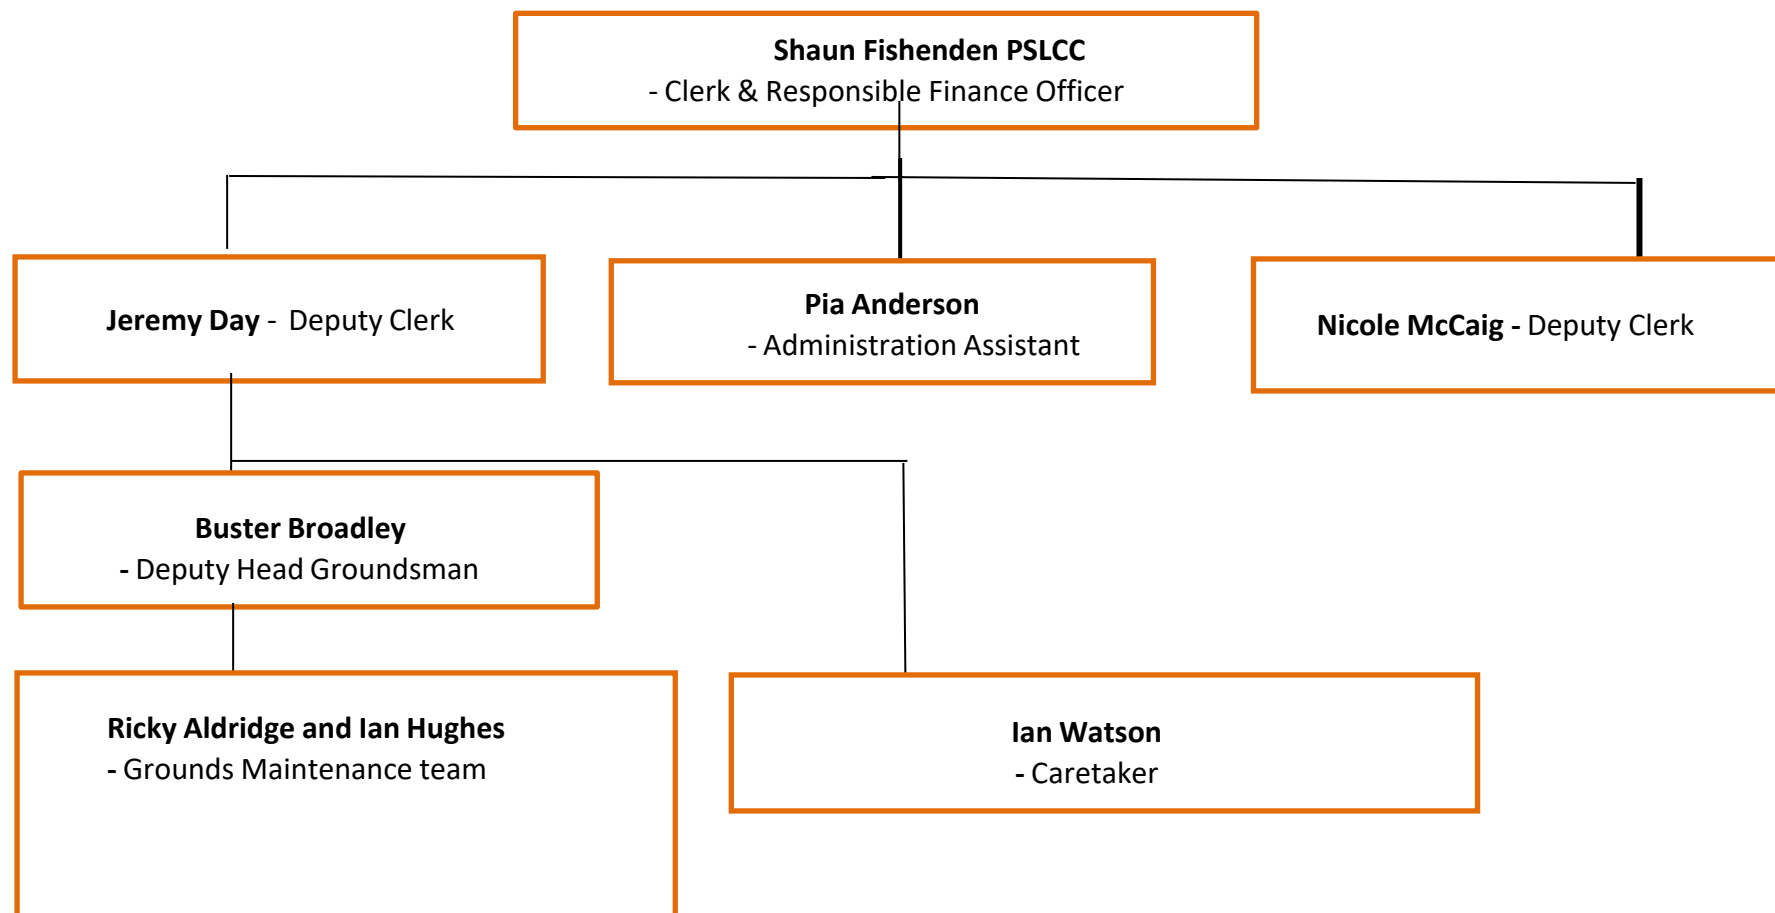 Shaun Fishenden PSLCC
- Clerk & Responsible Finance Officer
Jeremy Day - Deputy Clerk
Pia Anderson
- Administration Assistant
Nicole McCaig - Deputy Clerk
Buster Broadley
- Deputy Head Groundsman
Ricky Aldridge and Ian Hughes
- Grounds Maintenance team
Ian Watson
- Caretaker